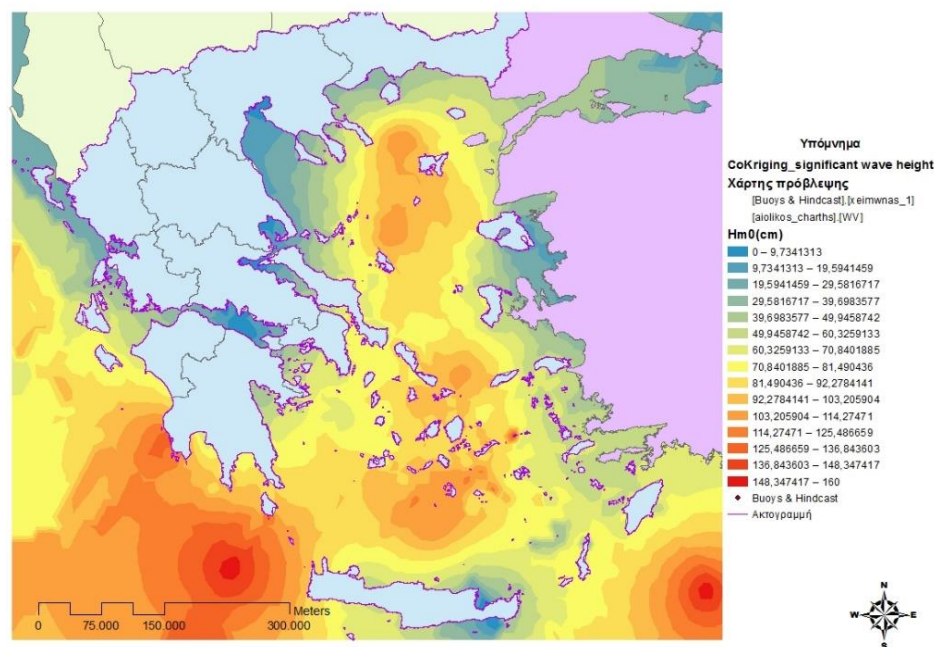 Υπόμνημα
CoKriging_significant wave height
Χάρτης πρόβλεψης
[Buoys & Hindcast].[xeimwnas_1]
[aiolikos_charths].[WV]
Hm0(cm)
0 – 9,7341313
9,7341313 – 19,5941459
19,5941459 – 29,5816717
29,5816717 – 39,6983577
39,6983577 – 49,9458742
49,9458742 – 60,3259133
60,3259133 – 70,8401885
70,8401885 – 81,490436
81,490436 – 92,2784141
92,2784141 – 103,205904
103,205904 – 114,27471
114,27471 – 125,486659
125,486659 – 136,843603
136,843603 – 148,347417
148,347417 – 160
Buoys & Hindcast
Ακτογραμμή
Meters
0 75.000 150.000 300.000
N
W E
S